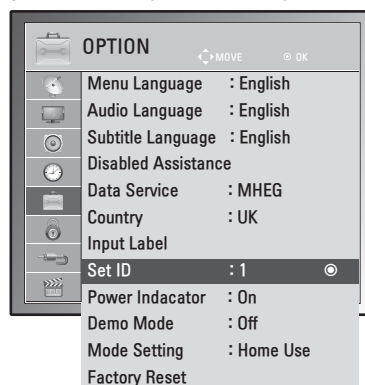 OPTION
MOVE OK
Menu Language : English
Audio Language : English
Subtitle Language : English
Disabled Assistance
Data Service : MHEG
Country : UK
Input Label
Set ID : 1
Power Indacator : On
Demo Mode : Off
Mode Setting : Home Use
Factory Reset